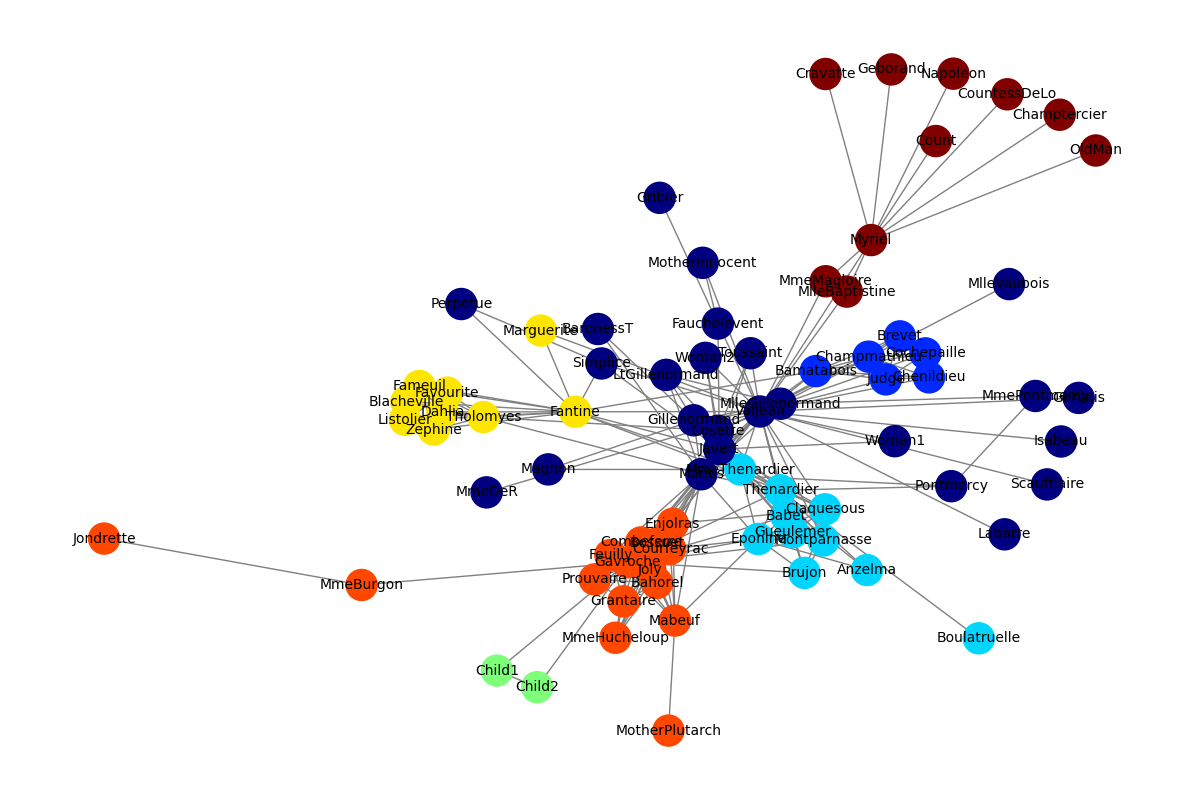 Cravatte
Geborand
Napoleon
CountessDeLo
Champtercier
Count
OldMan
Gribier
Myriel
MotherInnocent
MmeMagloire
MlleBaptistine
MlleVaubois
Perpetue
Marguerite
BaronessT
Fauchelevent
Brevet
Simplice
Woman2
Toussaint
Champmathieu
Cochepaille
LtGillenormand
Bamatabois
Judge
Chenildieu
Fameuil
Favourite
Blacheville
Dahlia
Listolier
Zephine
Tholomyes
Fantine
MlleGillenormand
Valjean
MmePontmercy
Gervais
Gillenormand
Cosette
Javert
Woman1
Isabeau
Magnon
Marius
MmeThenardier
MmeDeR
Thenardier
Pontmercy
Scaufflaire
Claquesous
Babet
Enjolras
Gueulemer
Labarre
Jondrette
Combeferre
Bossuet
Courfeyrac
Eponine
Montparnasse
Feuilly
Gavroche
Joly
MmeBurgon
Prouvaire
Bahorel
Brujon
Anzelma
Grantaire
Mabeuf
MmeHucheloup
Boulatruelle
Child1
Child2
MotherPlutarch